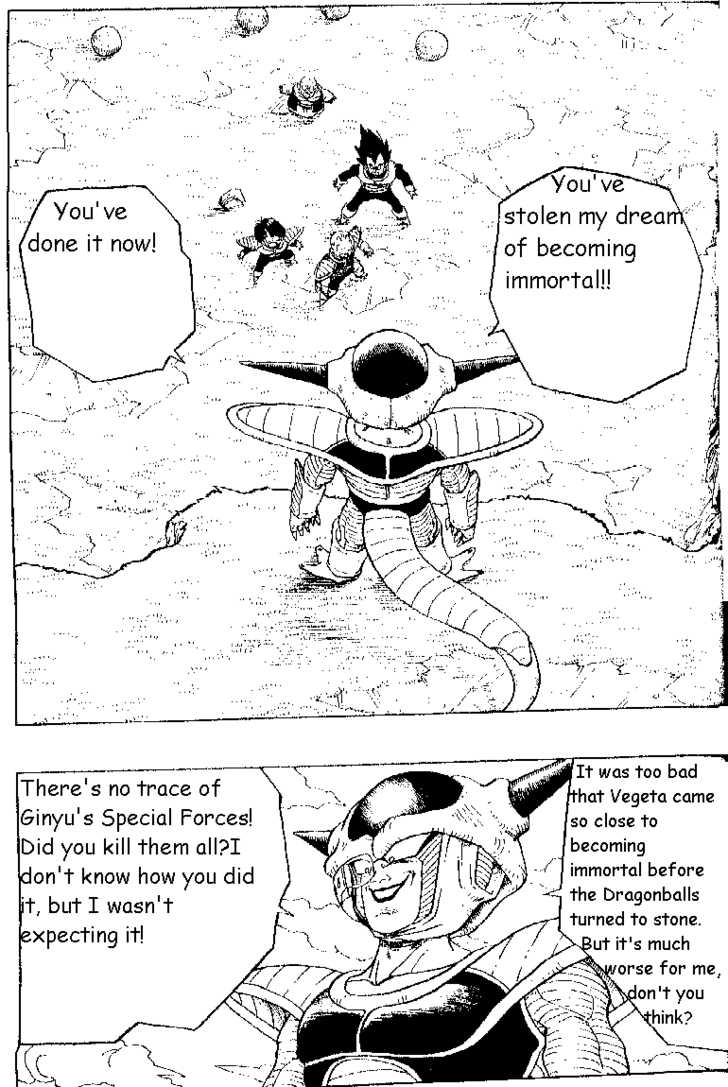 You've
stolen my dream
of becoming
immortal!!
You've
done it now!
It was too bad
that Vegeta came
so close to
becoming
immortal before
the Dragonballs
turned to stone.
But it's much
worse for me,
don't you
think?
There's no trace of
Ginyu's Special Forces!
Did you kill them all?I
don't know how you did
it, but I wasn't
expecting it!